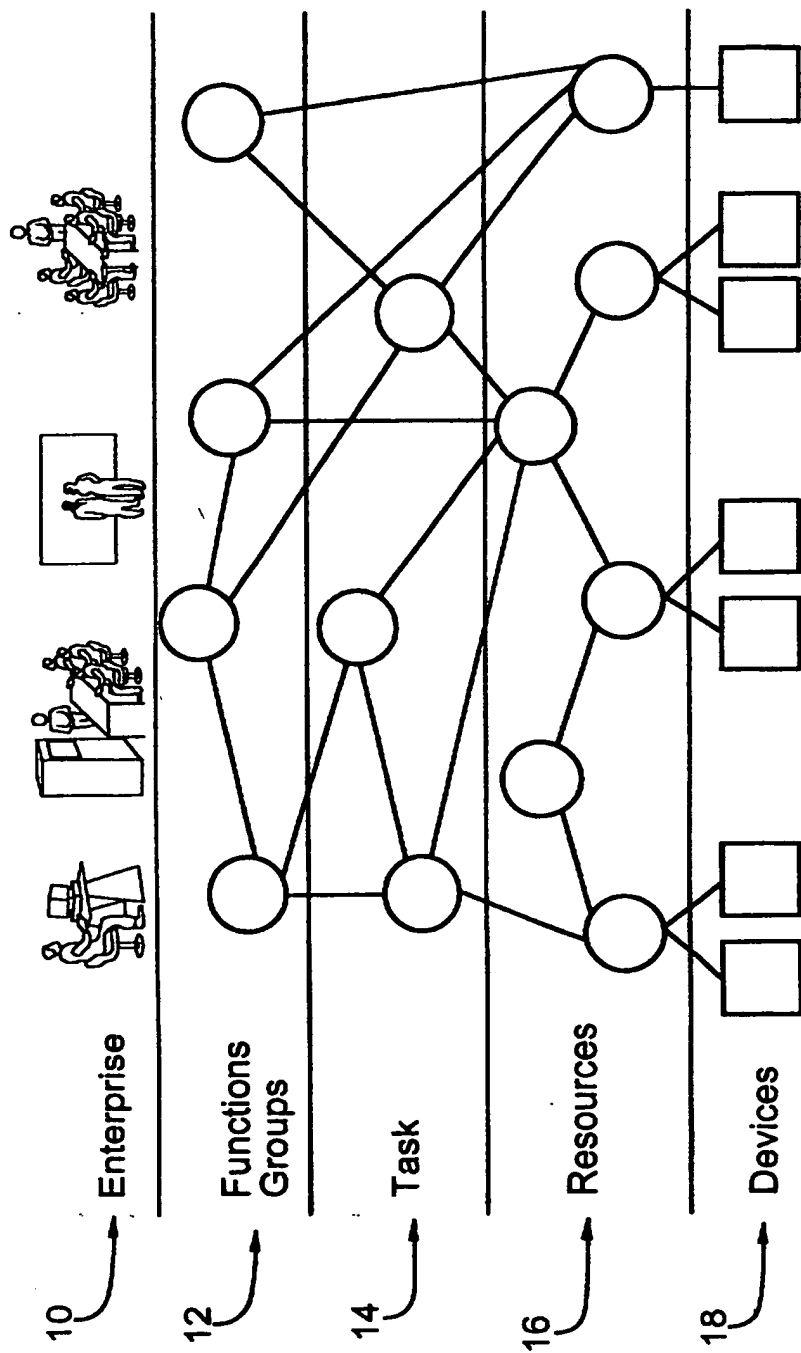 10
Enterprise
12
Functions
Groups
14
Task
16
Resources
18
Devices